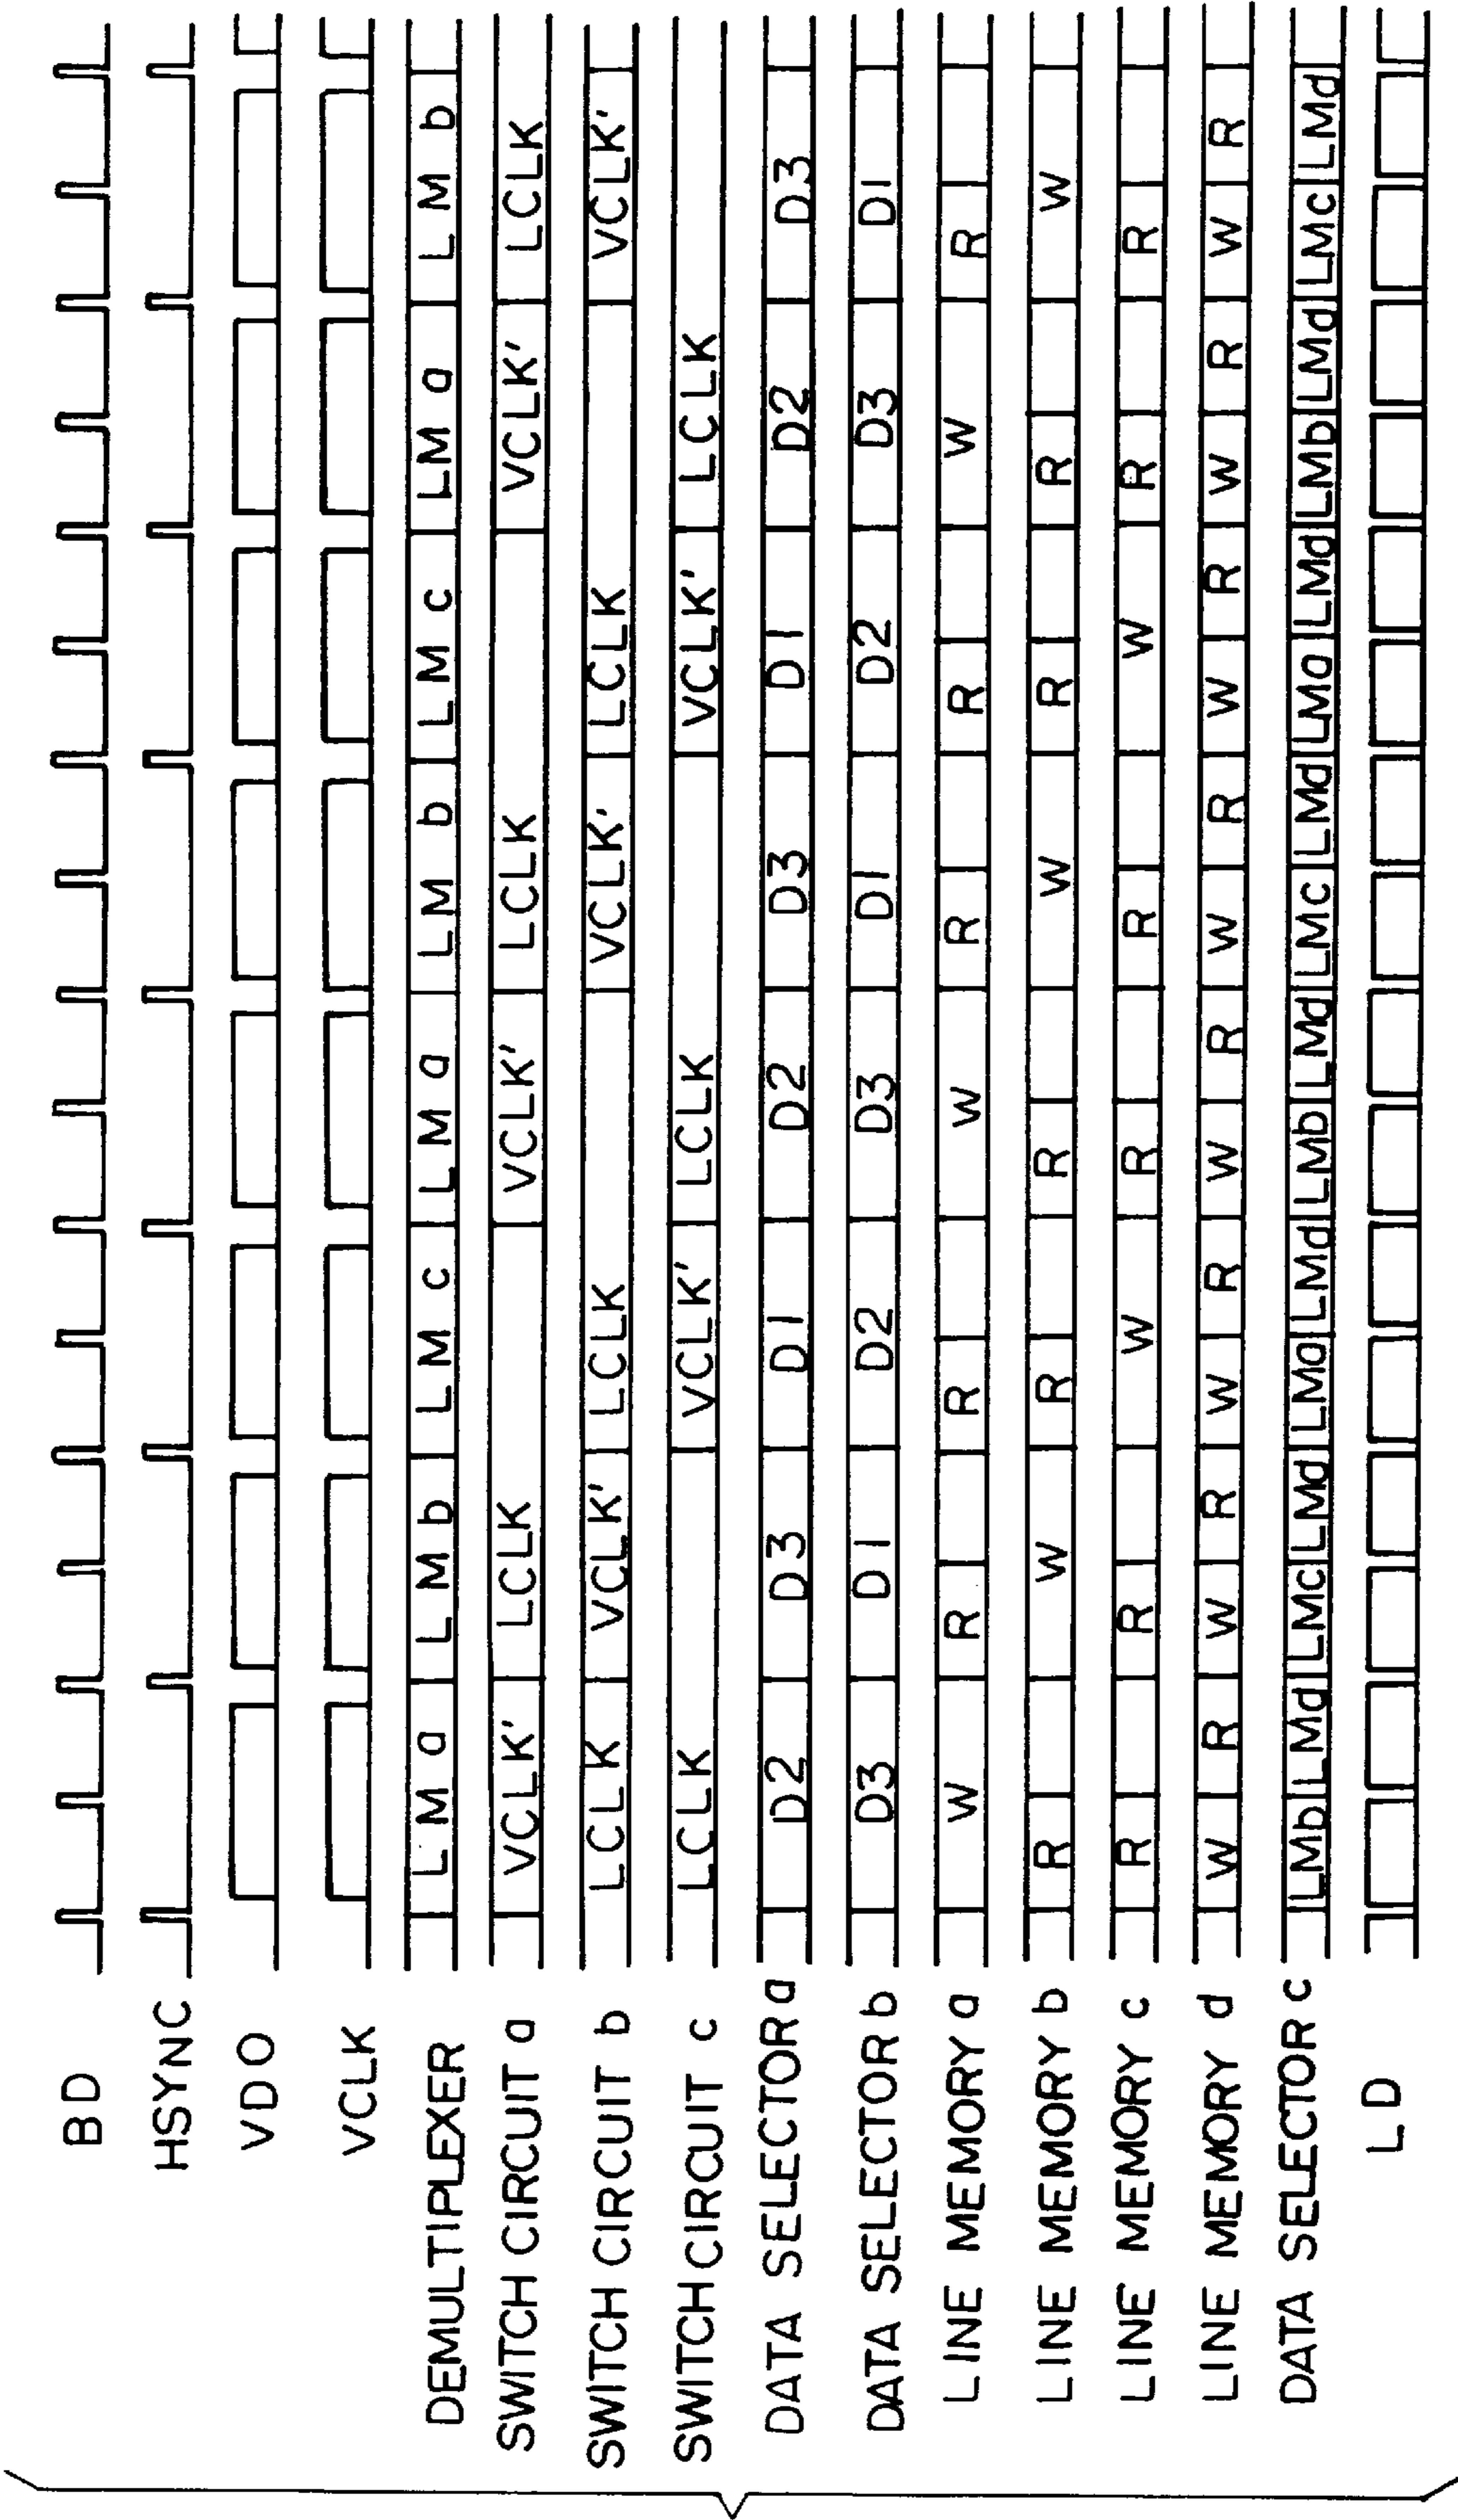 BD
HSYNC
VDO
VCLK
DEMULTIPLEXER LMa LMb LMc LMa LMb LMc LMa LMb
SWITCH CIRCUIT a VCLK' LCLK VCLK' LCLK VCLK' LCLK
SWITCH CIRCUIT b LCLK VCLK' LCLK VCLK' LCLK VCLK'
SWITCH CIRCUIT c LCLK VCLK' LCLK VCLK' LCLK
DATA SELECTOR a D2 D3 D1 D2 D3 D1 D2 D3
DATA SELECTOR b D3 D1 D2 D3 D1 D2 D3 D1
LINE MEMORY a W R R W R R W R
LINE MEMORY b R W R R W R R W
LINE MEMORY c R R W R R W R R
LINE MEMORY d W R W R W R W R W R W R W R W R
DATA SELECTOR c LMb LMd LMc LMd LMa LMd LMb LMd LMc LMd LMa LMd LMb LMd LMc LMd
LD